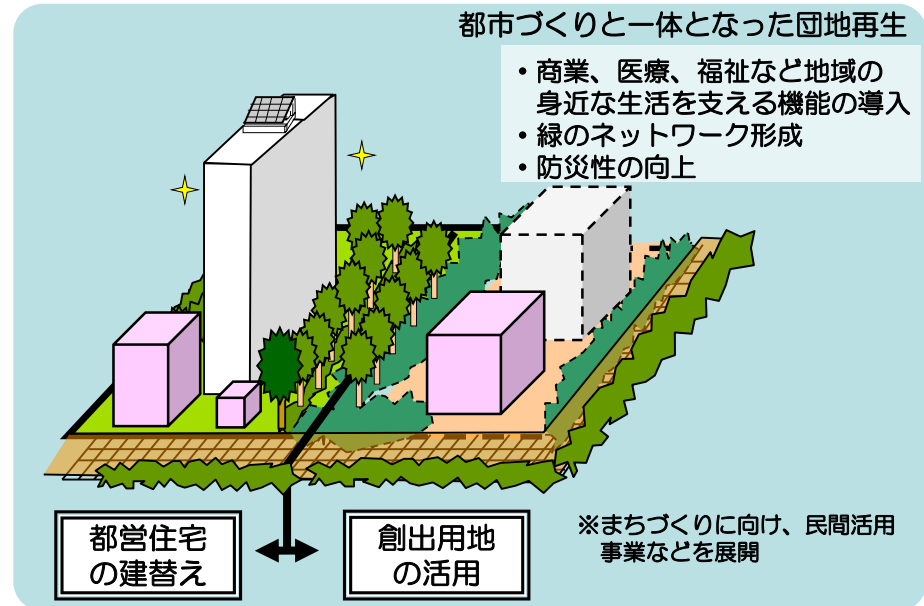 都市づくりと一体となった団地再生
・商業、医療、福祉など地域の
身近な生活を支える機能の導入
・緑のネットワーク形成
・防災性の向上
都営住宅
の建替え
創出用地
の活用
※まちづくりに向け、民間活用
事業などを展開